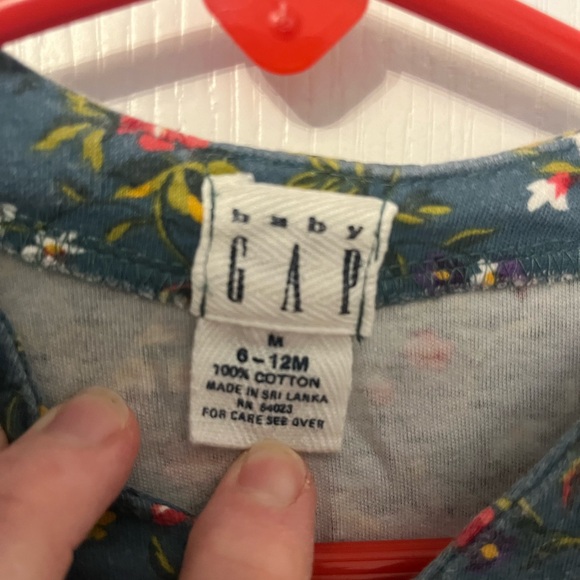 baby
GAP
M
6-12M
100% COTTON
MADE IN SRI LANKA
RN 54023
FOR CARE SEE OVER